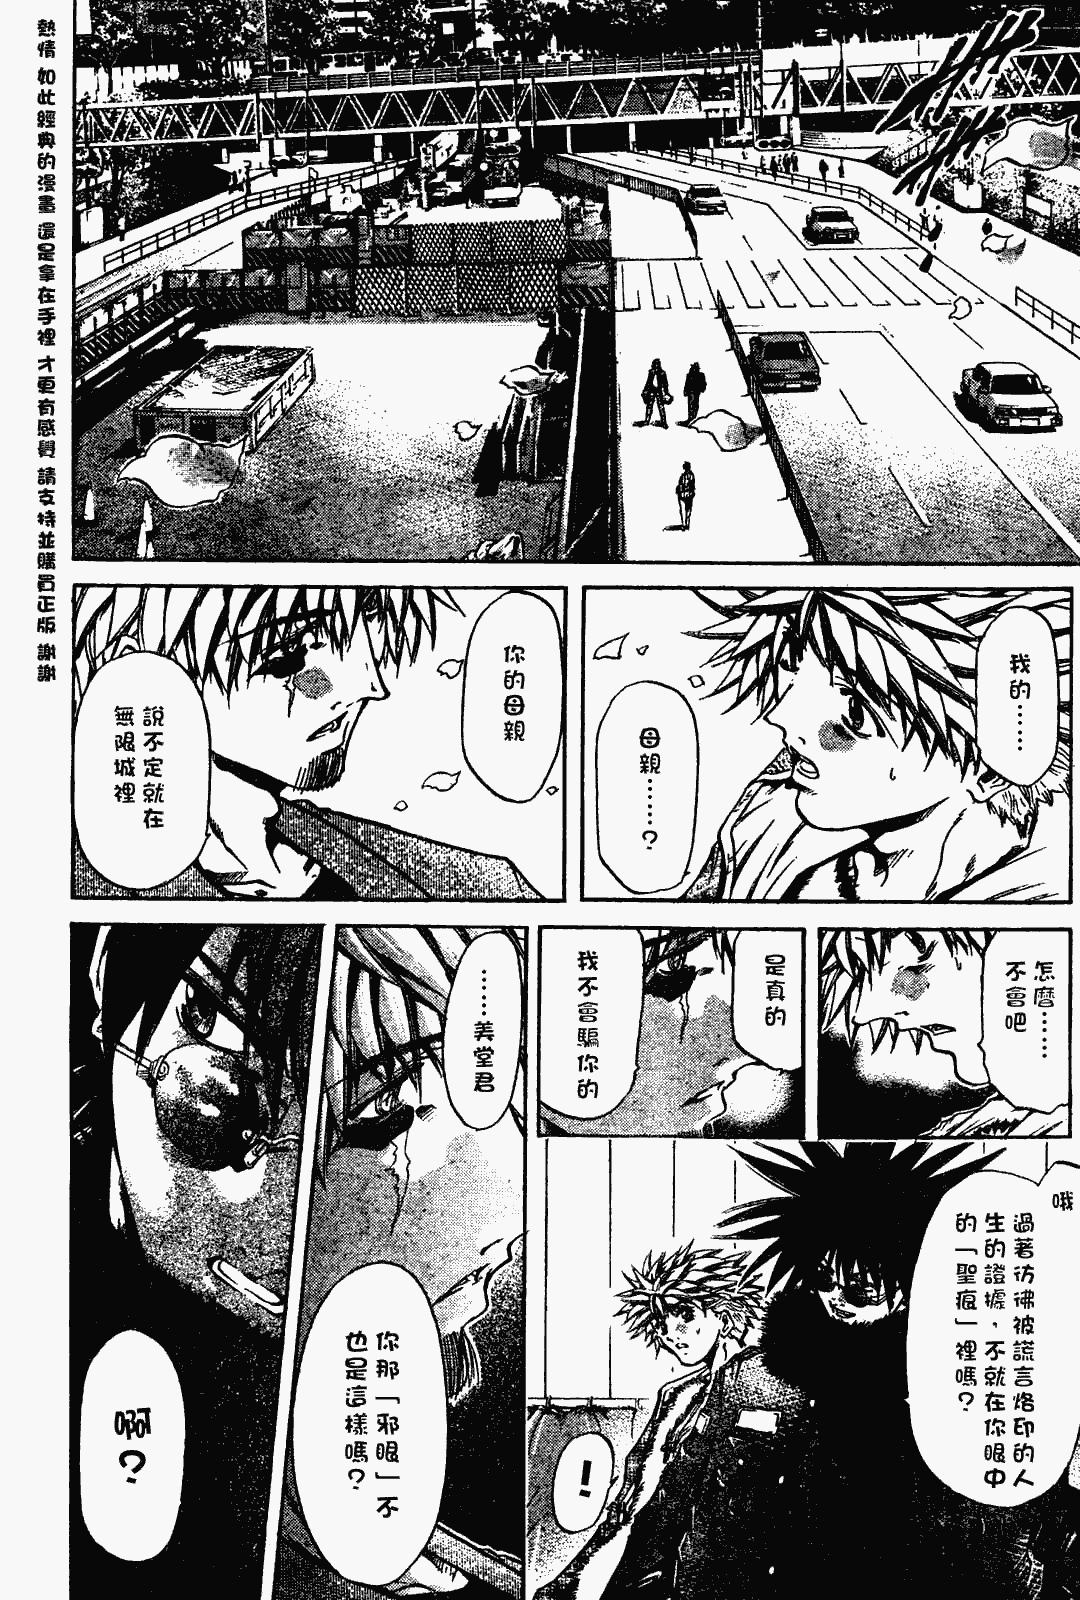 熱情 如此經典的漫畫 還是拿在手裡 才更有感覺 請支持並購買正版 謝謝
我的……
母親……？
你的母親
說不定就在
無限城裡
怎麼……
不會吧
是真的
我不會騙你的
哦
過著彷彿被謊言烙印的人
生的證據，不就在你眼中
的「聖痕」裡嗎？
！
……美堂君
你那「邪眼」不
也是這樣嗎？
啊？